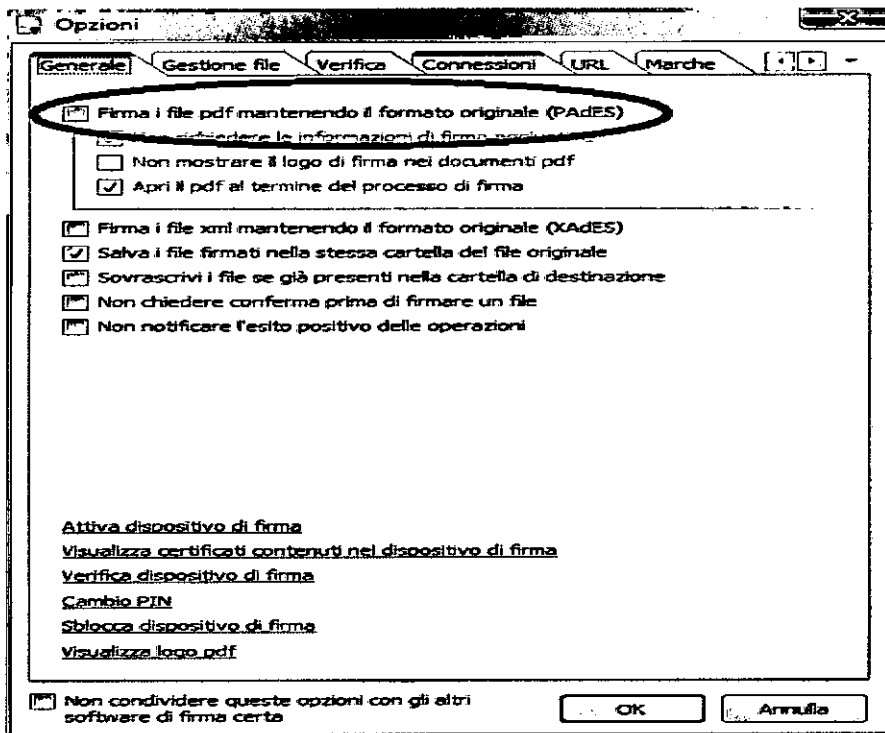 Opzioni
Generale Gestione file Verifica Connessioni URL Marche
Firma i file pdf mantenendo il formato originale (PAdES)
richiedere le informazioni di firma
Non mostrare il logo di firma nei documenti pdf
Apri il pdf al termine del processo di firma
Firma i file xml mantenendo il formato originale (XAdES)
Salva i file firmati nella stessa cartella del file originale
Sovrascrivi i file se già presenti nella cartella di destinazione
Non chiedere conferma prima di firmare un file
Non notificare l'esito positivo delle operazioni
Attiva dispositivo di firma
Visualizza certificati contenuti nel dispositivo di firma
Verifica dispositivo di firma
Cambio PIN
Sblocca dispositivo di firma
Visualizza logo pdf
Non condividere queste opzioni con gli altri
software di firma certa
OK Annulla